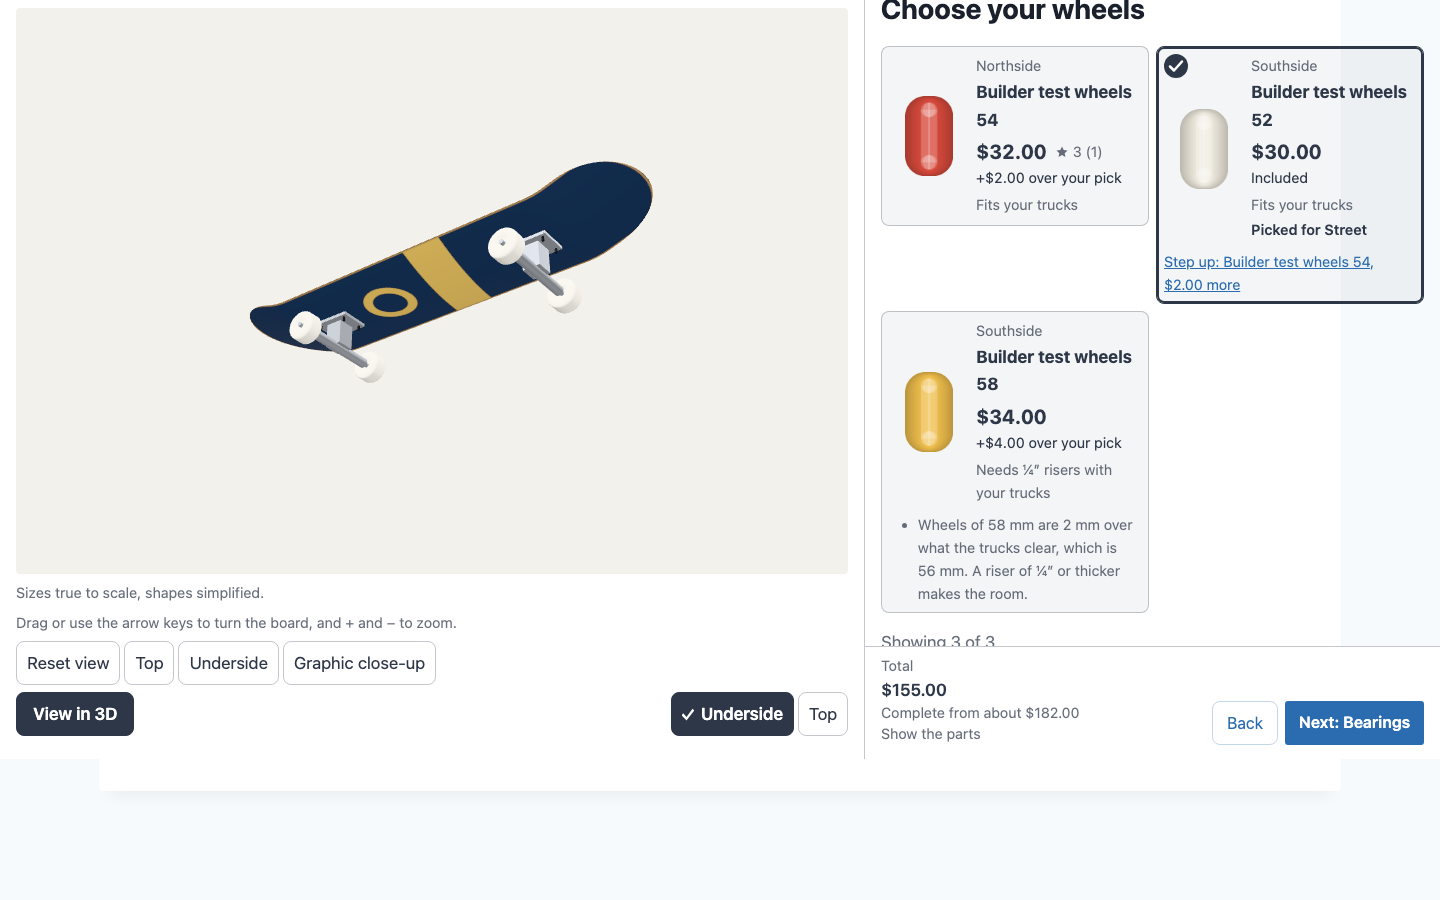 Choose your wheels
Northside
Builder test wheels
54
$32.00 ★ 3 (1)
+$2.00 over your pick
Fits your trucks
Southside
Builder test wheels
52
$30.00
Included
Fits your trucks
Picked for Street
Step up: Builder test wheels 54,
$2.00 more
Southside
Builder test wheels
58
$34.00
+$4.00 over your pick
Needs ¼″ risers with
your trucks
• Wheels of 58 mm are 2 mm over
what the trucks clear, which is
56 mm. A riser of ¼″ or thicker
makes the room.
Showing 3 of 3
Sizes true to scale, shapes simplified.
Drag or use the arrow keys to turn the board, and + and − to zoom.
Reset view
Top
Underside
Graphic close-up
View in 3D
✓ Underside
Top
Total
$155.00
Complete from about $182.00
Show the parts
Back
Next: Bearings